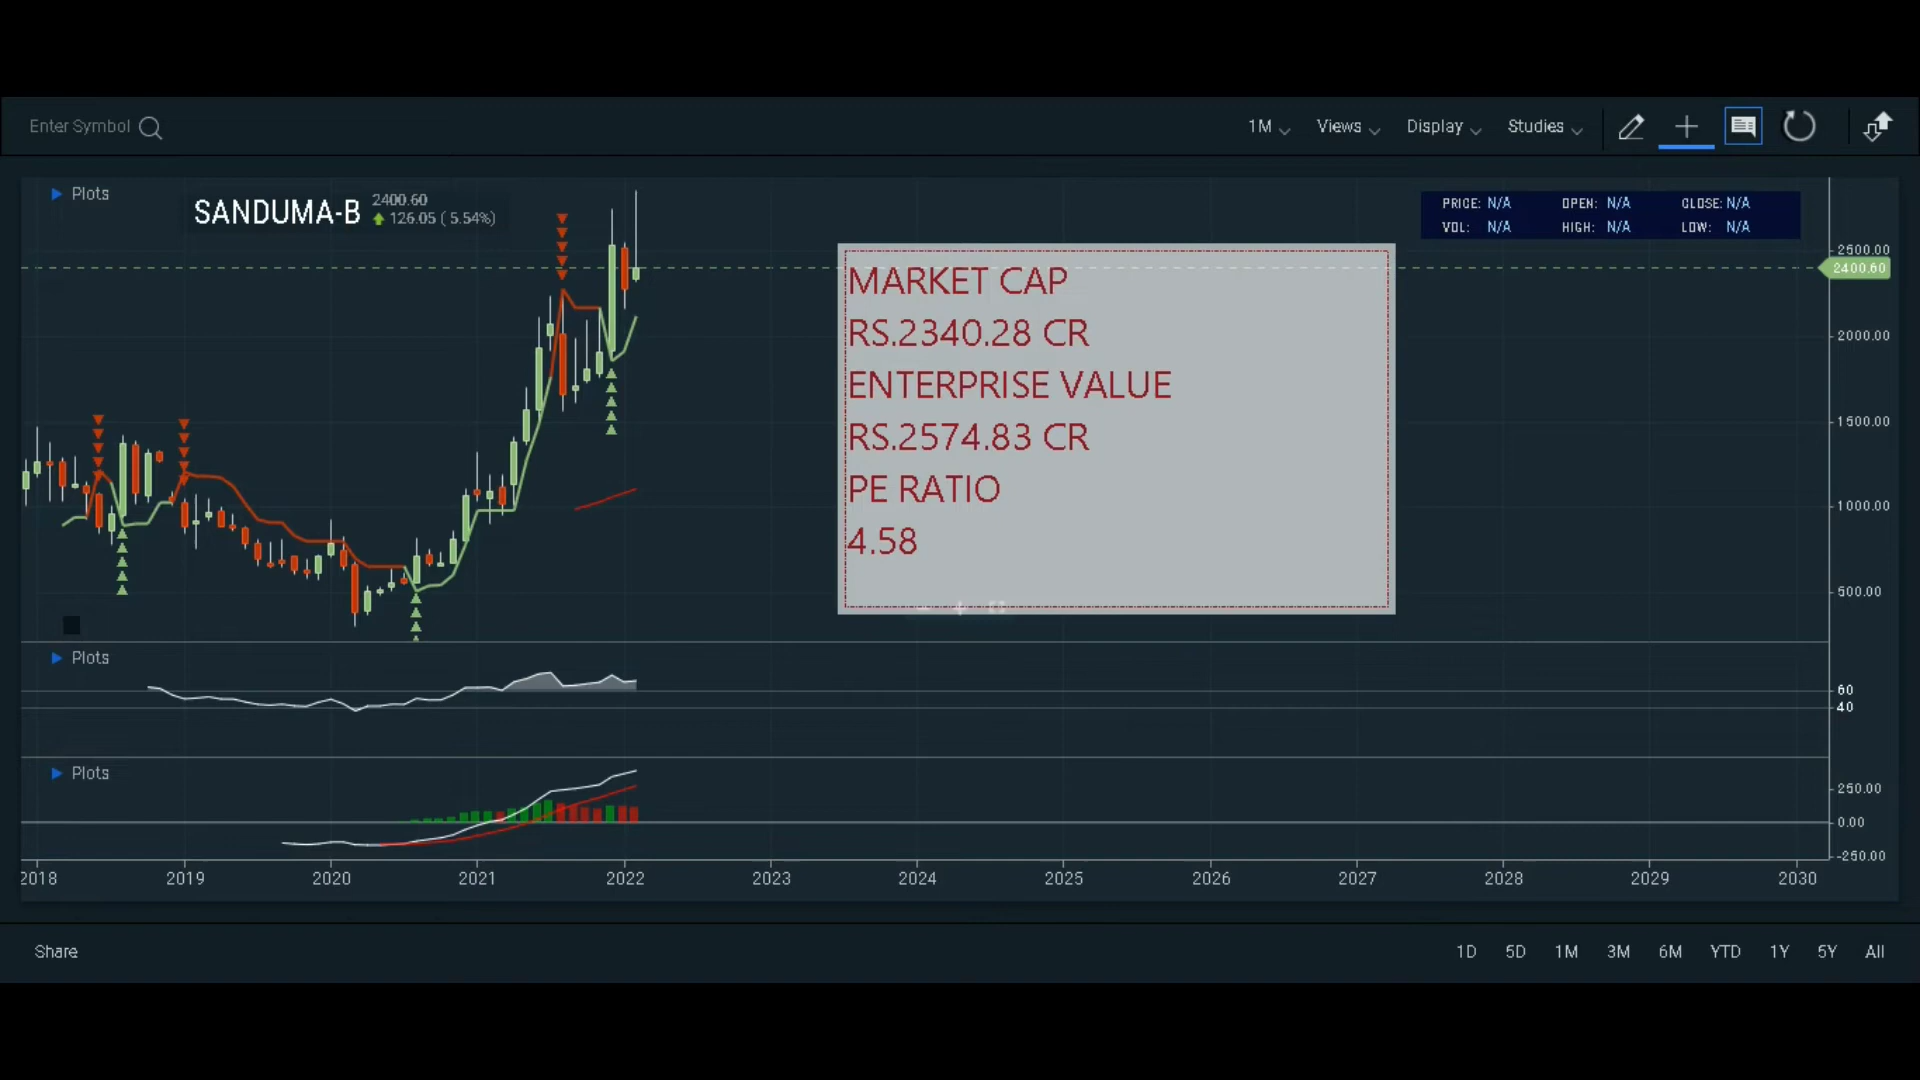 Enter Symbol
1M Views Display Studies
Plots
SANDUMA-B
2400.60
126.05 ( 5.54%)
PRICE: N/A OPEN: N/A CLOSE: N/A
VOL: N/A HIGH: N/A LOW: N/A
MARKET CAP
RS.2340.28 CR
ENTERPRISE VALUE
RS.2574.83 CR
PE RATIO
4.58
2500.00
2400.60
2000.00
1500.00
1000.00
500.00
Plots
60
40
Plots
250.00
0.00
-250.00
2018 2019 2020 2021 2022 2023 2024 2025 2026 2027 2028 2029 2030
Share
1D 5D 1M 3M 6M YTD 1Y 5Y All